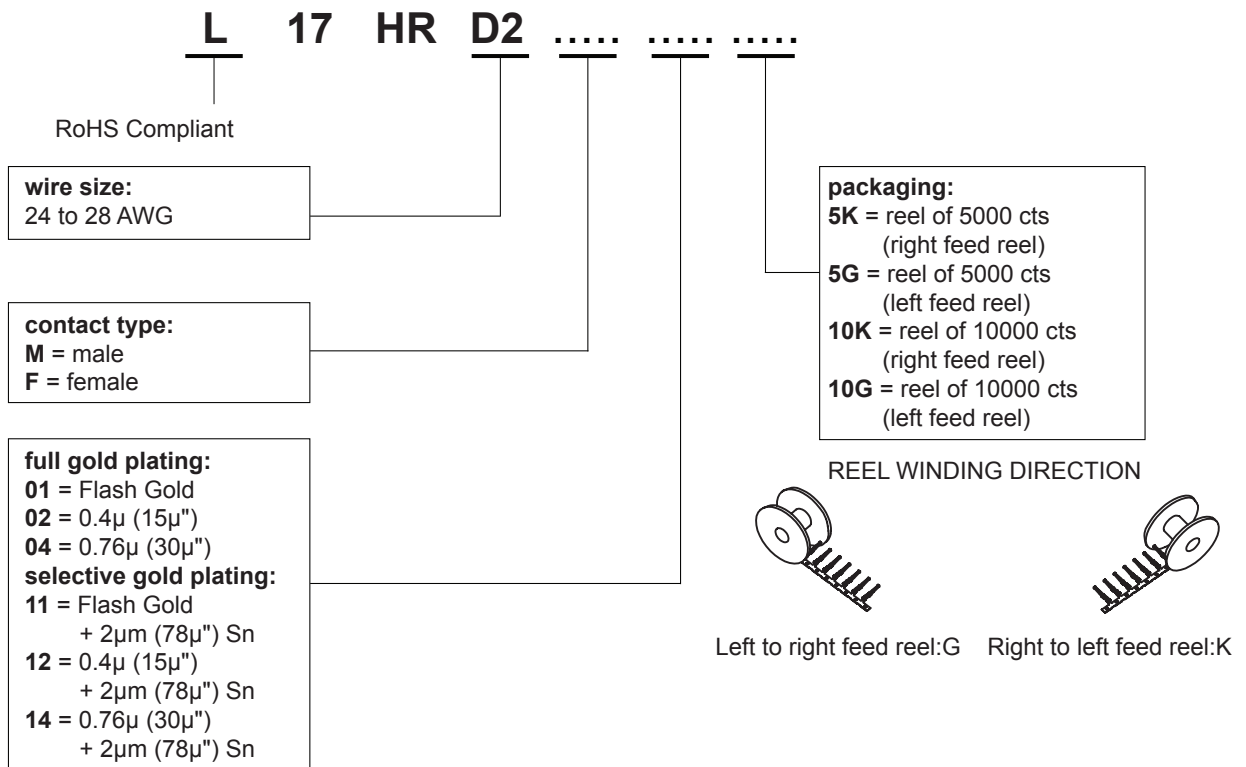 L 17 HR D2 ..... ..... .....
RoHS Compliant
wire size:
24 to 28 AWG
contact type:
M = male
F = female
full gold plating:
01 = Flash Gold
02 = 0.4µ (15µ")
04 = 0.76µ (30µ")
selective gold plating:
11 = Flash Gold
+ 2µm (78µ") Sn
12 = 0.4µ (15µ")
+ 2µm (78µ") Sn
14 = 0.76µ (30µ")
+ 2µm (78µ") Sn
packaging:
5K = reel of 5000 cts
(right feed reel)
5G = reel of 5000 cts
(left feed reel)
10K = reel of 10000 cts
(right feed reel)
10G = reel of 10000 cts
(left feed reel)
REEL WINDING DIRECTION
Left to right feed reel:G
Right to left feed reel:K